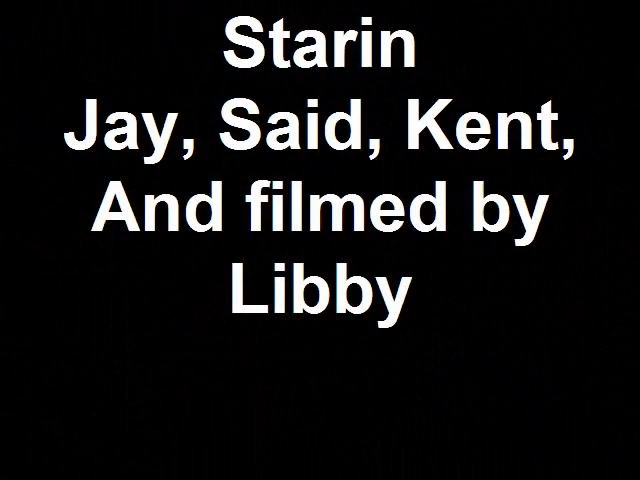 Starin
Jay, Said, Kent,
And filmed by
Libby